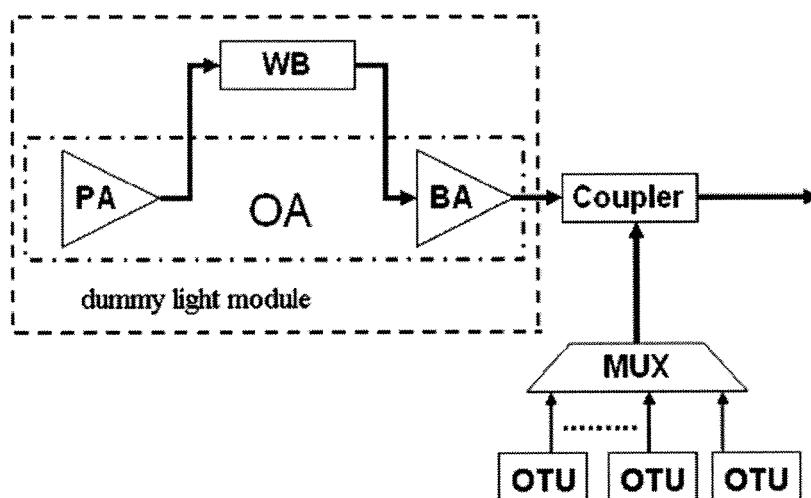 WB
PA
OA
BA
Coupler
dummy light module
MUX
OTU
OTU
OTU